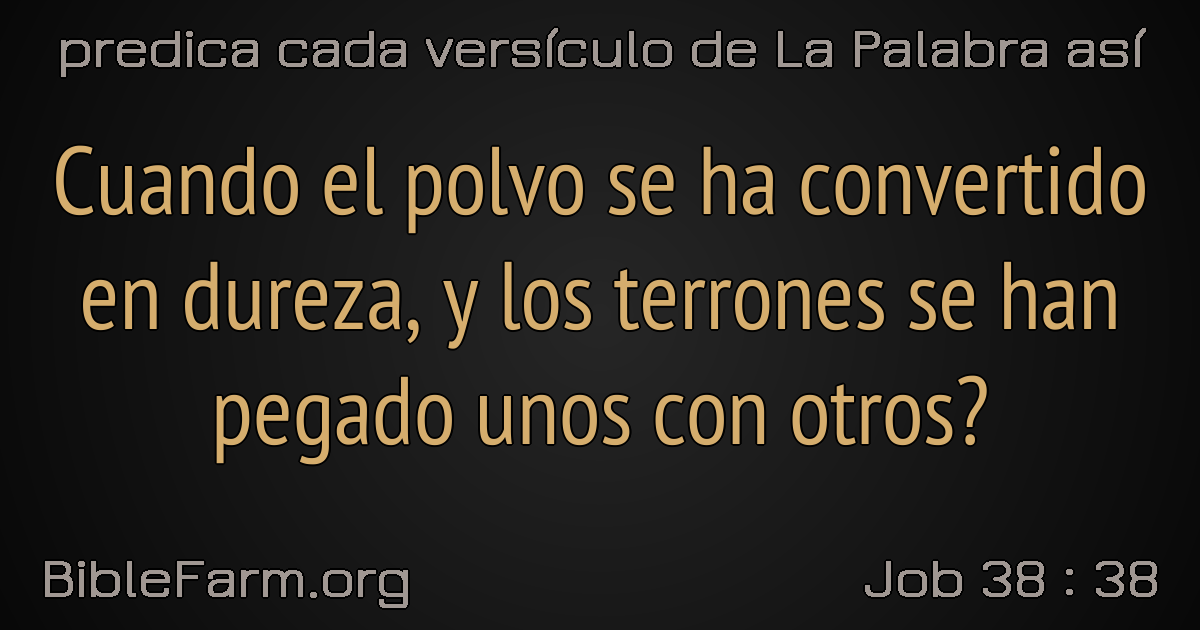 predica cada versículo de La Palabra así
Cuando el polvo se ha convertido
en dureza, y los terrones se han
pegado unos con otros?
BibleFarm.org
Job 38 : 38